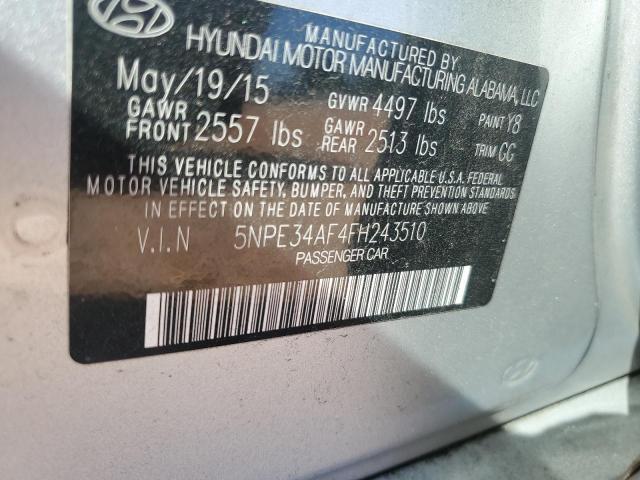 MANUFACTURED BY
HYUNDAI MOTOR MANUFACTURING ALABAMA, LLC
May/19/15 GVWR 4497 lbs PAINT Y8
GAWR FRONT 2557 lbs GAWR REAR 2513 lbs TRIM GG
THIS VEHICLE CONFORMS TO ALL APPLICABLE U.S.A. FEDERAL
MOTOR VEHICLE SAFETY, BUMPER, AND THEFT PREVENTION STANDARDS
IN EFFECT ON THE DATE OF MANUFACTURE SHOWN ABOVE.
V.I.N 5NPE34AF4FH243510
PASSENGER CAR